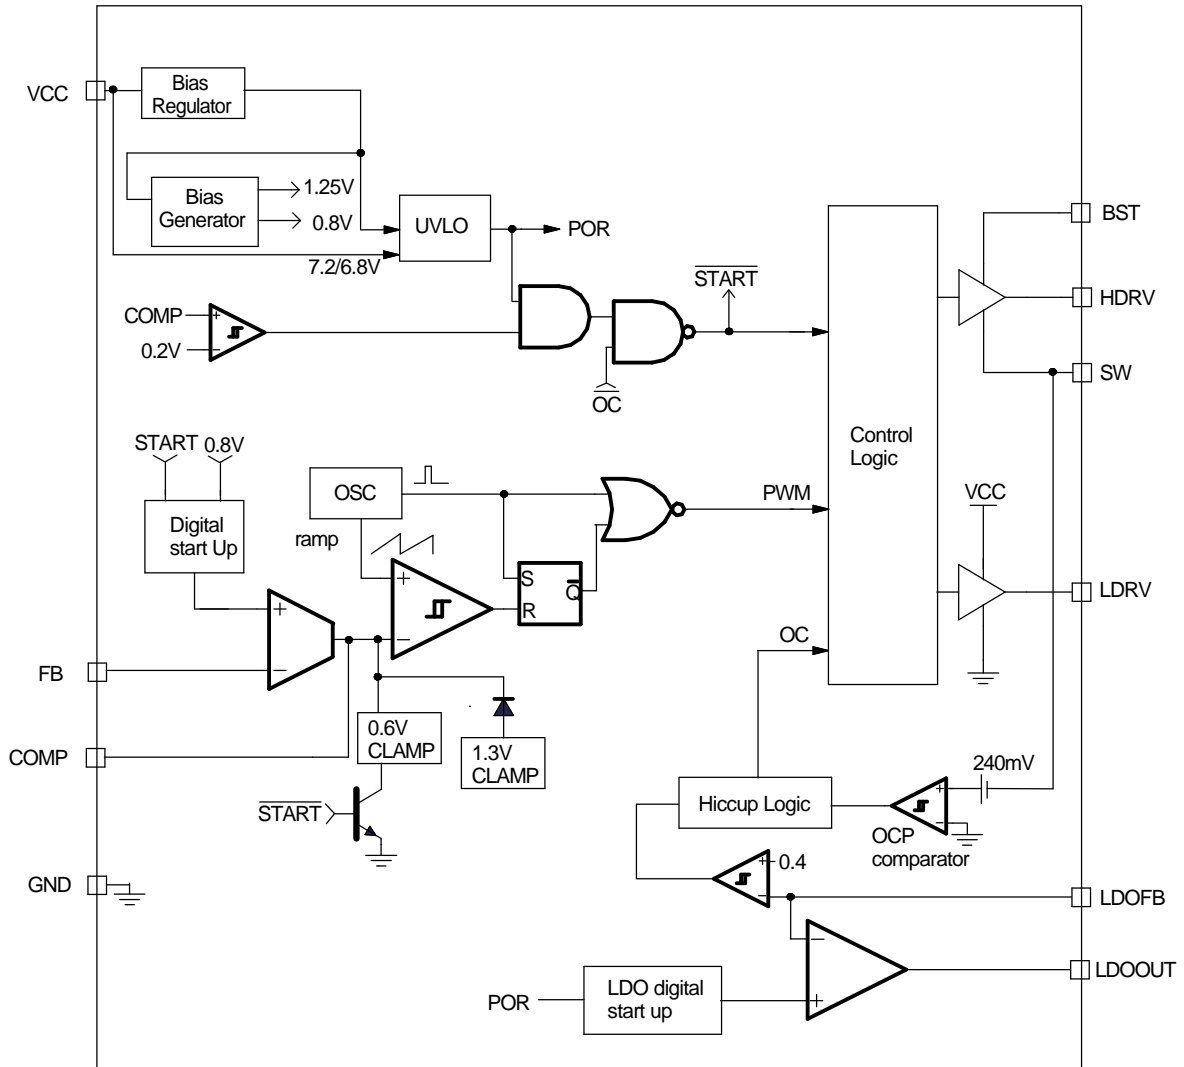 VCC
Bias
Regulator
Bias
Generator
1.25V
0.8V
UVLO
POR
7.2/6.8V
START
COMP
0.2V
OC
BST
HDRV
SW
START
0.8V
Digital
start Up
OSC
ramp
PWM
Control
Logic
VCC
S
R
Q
+
-
+
-
LDRV
FB
OC
COMP
0.6V
CLAMP
1.3V
CLAMP
START
GND
Hiccup Logic
240mV
+
-
OCP
comparator
+
0.4
-
LDOFB
-
+
LDOOUT
POR
LDO digital
start up